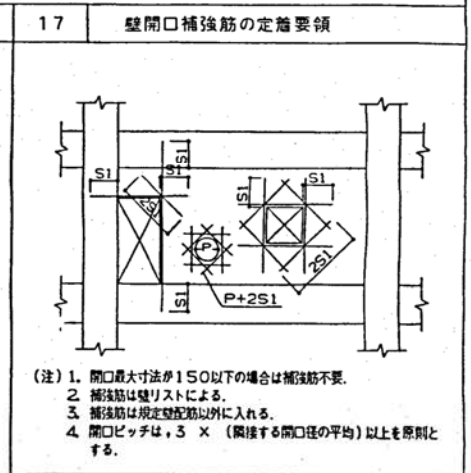 17 壁開口補強筋の定着要領
S1
S1
S1
2S1
S1
S1
P
2S1
S1
P+2S1
(注) 1. 開口最大寸法が150以下の場合は補強筋不要.
2. 補強筋は壁リストによる.
3. 補強筋は規定壁配筋以外に入れる.
4. 開口ピッチは,3 × (隣接する開口径の平均)以上を原則と
する.